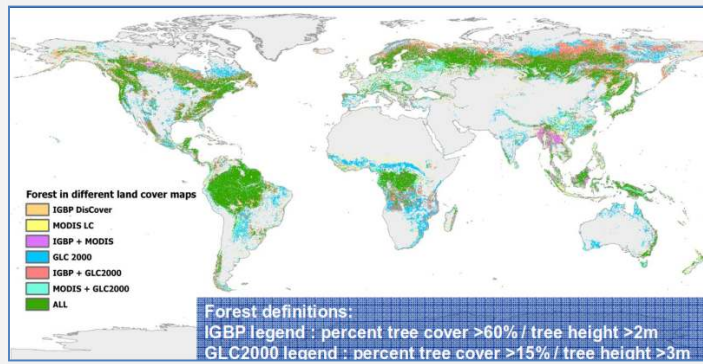 Forest in different land cover maps
IGBP DisCover
MODIS LC
IGBP + MODIS
GLC 2000
IGBP + GLC2000
MODIS + GLC2000
ALL
Forest definitions:
IGBP legend : percent tree cover >60% / tree height >2m
GLC2000 legend : percent tree cover >15% / tree height >3m